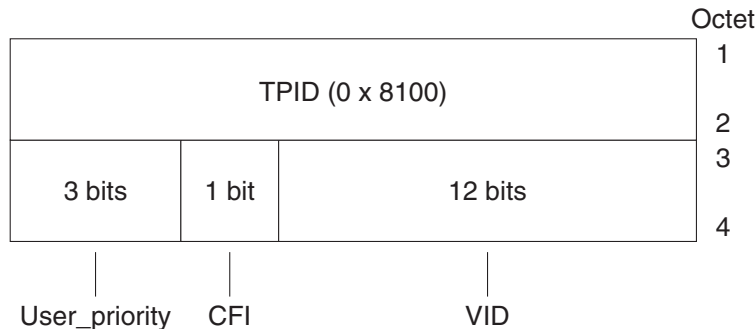 Octet
TPID (0 x 8100)
1
2
3 bits
1 bit
12 bits
3
4
User_priority
CFI
VID